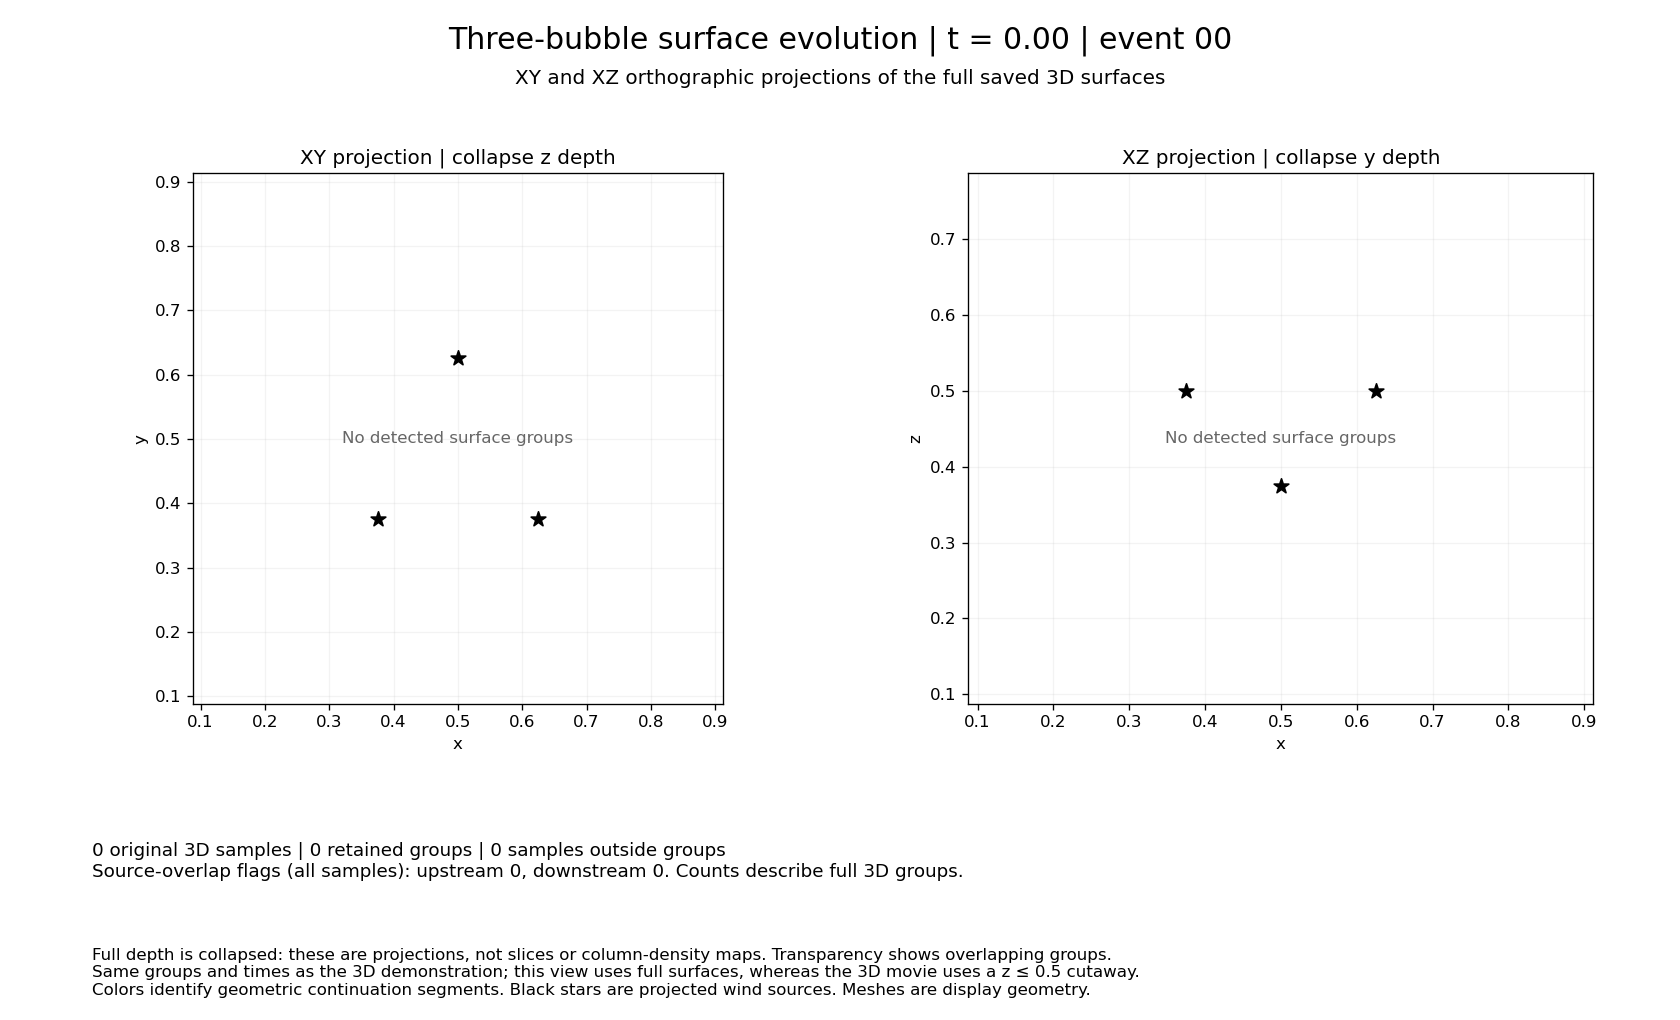 Three-bubble surface evolution | t = 0.00 | event 00
XY and XZ orthographic projections of the full saved 3D surfaces
XY projection | collapse z depth
0.9
0.8
0.7
0.6
0.5
0.4
0.3
0.2
0.1
y
No detected surface groups
0.1 0.2 0.3 0.4 0.5 0.6 0.7 0.8 0.9
x
XZ projection | collapse y depth
0.7
0.6
0.5
0.4
0.3
0.2
0.1
z
No detected surface groups
0.1 0.2 0.3 0.4 0.5 0.6 0.7 0.8 0.9
x
0 original 3D samples | 0 retained groups | 0 samples outside groups
Source-overlap flags (all samples): upstream 0, downstream 0. Counts describe full 3D groups.
Full depth is collapsed: these are projections, not slices or column-density maps. Transparency shows overlapping groups.
Same groups and times as the 3D demonstration; this view uses full surfaces, whereas the 3D movie uses a z ≤ 0.5 cutaway.
Colors identify geometric continuation segments. Black stars are projected wind sources. Meshes are display geometry.